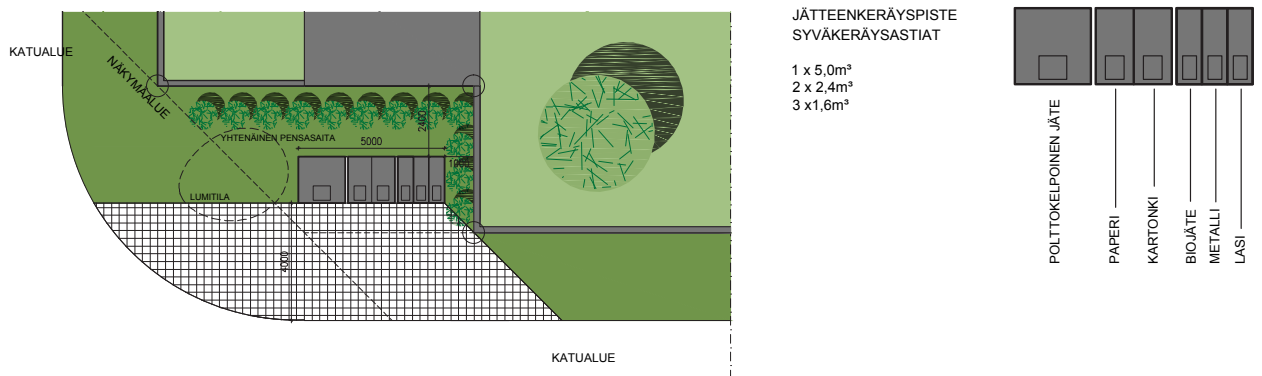 KATUALUE
NÄKYMÄALUE
YHTENÄINEN PENSASAITA
5000
2400
1000
LUMITILA
4000
KATUALUE
JÄTTEENKERÄYSPISTE
SYVÄKERÄYSASTIAT
1 x 5,0m³
2 x 2,4m³
3 x1,6m³
POLTTOKELPOINEN JÄTE
PAPERI
KARTONKI
BIOJÄTE
METALLI
LASI